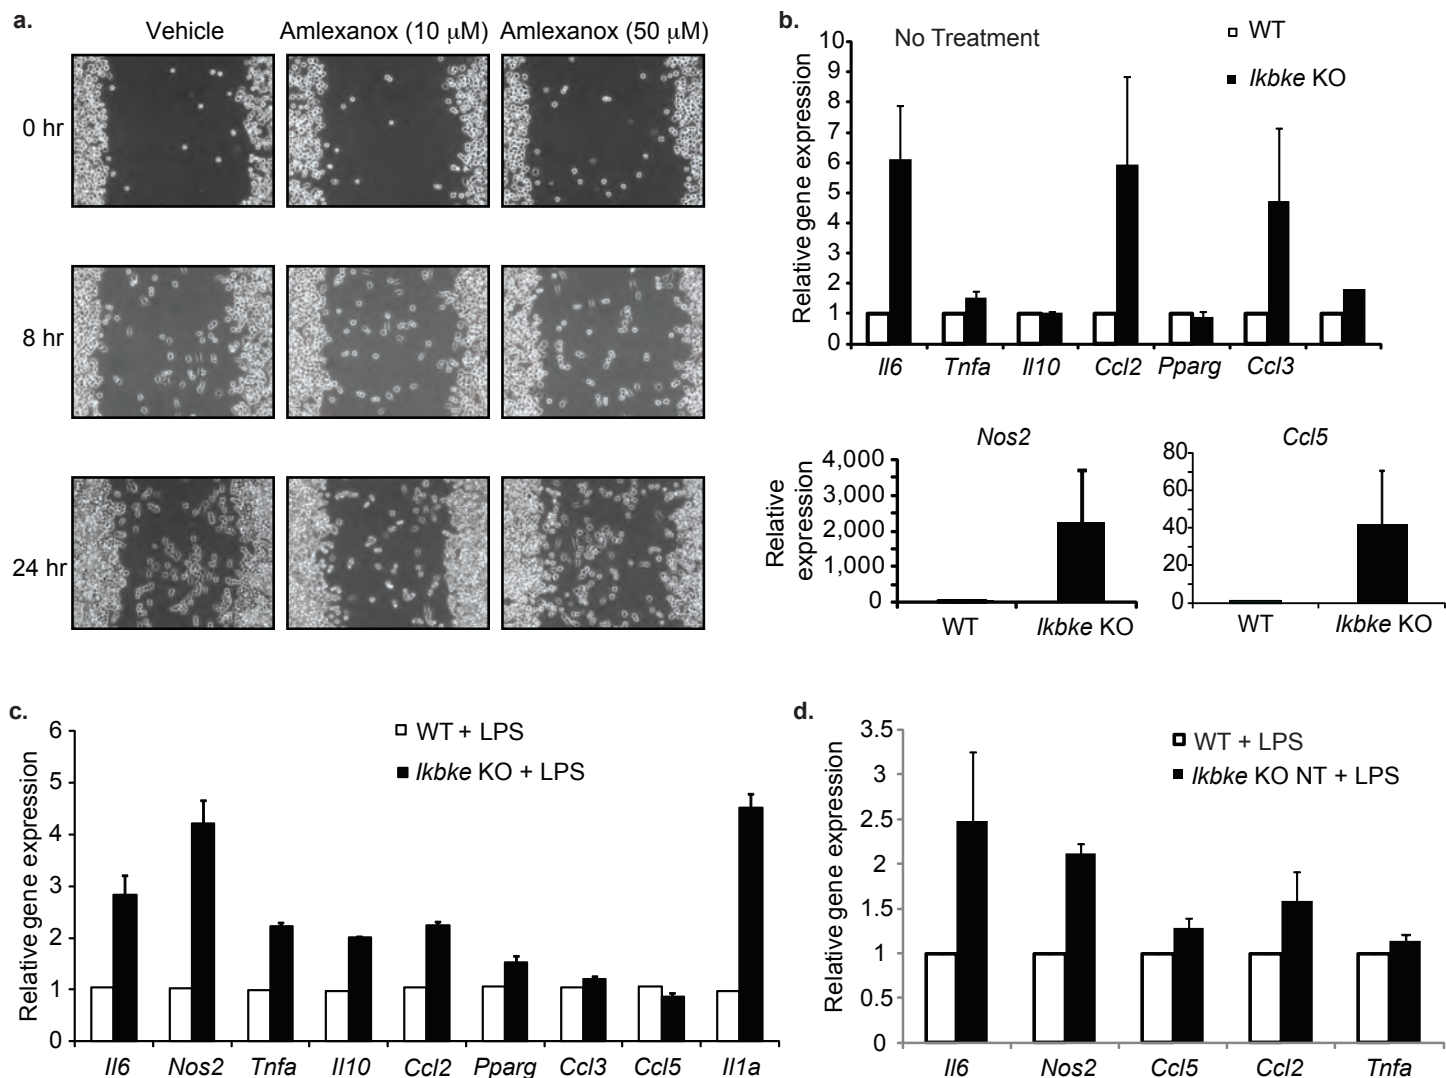 a.
Vehicle Amlexanox (10 μM) Amlexanox (50 μM)
0 hr
8 hr
24 hr
b.
No Treatment
WT
Ikbke KO
Relative gene expression
10
9
8
7
6
5
4
3
2
1
0
Il6 Tnfa Il10 Ccl2 Pparg Ccl3
Nos2
Relative
expression
4,000
3,000
2,000
1,000
0
WT Ikbke KO
Ccl5
80
60
40
20
0
WT Ikbke KO
c.
WT + LPS
Ikbke KO + LPS
Relative gene expression
6
5
4
3
2
1
0
Il6 Nos2 Tnfa Il10 Ccl2 Pparg Ccl3 Ccl5 Il1a
d.
WT + LPS
Ikbke KO NT + LPS
Relative gene expression
3.5
3
2.5
2
1.5
1
0.5
0
Il6 Nos2 Ccl5 Ccl2 Tnfa